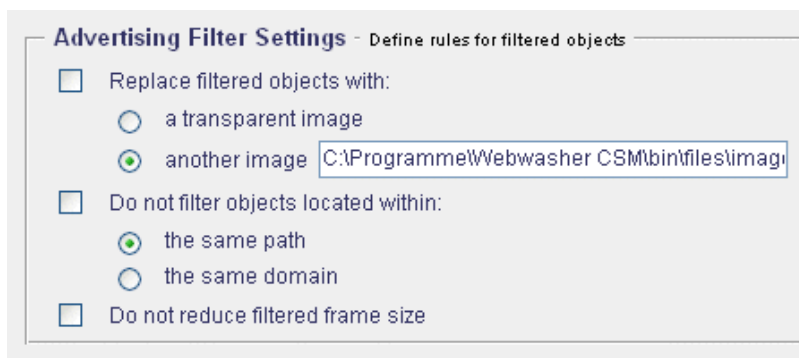 Advertising Filter Settings - Define rules for filtered objects
Replace filtered objects with:
a transparent image
another image C:\Programme\Webwasher CSM\bin\files\imag
Do not filter objects located within:
the same path
the same domain
Do not reduce filtered frame size